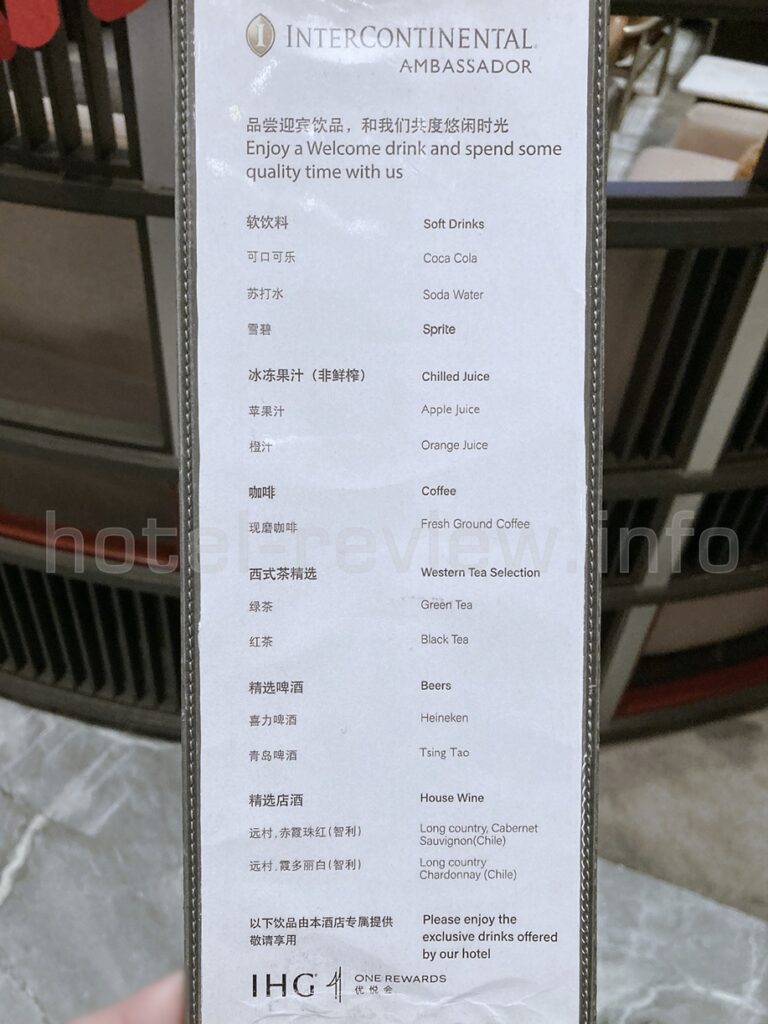 INTERCONTINENTAL
AMBASSADOR
品尝迎宾饮品，和我们共度悠闲时光
Enjoy a Welcome drink and spend some
quality time with us
软饮料 Soft Drinks
可口可乐 Coca Cola
苏打水 Soda Water
雪碧 Sprite
冰冻果汁（非鲜榨） Chilled Juice
苹果汁 Apple Juice
橙汁 Orange Juice
咖啡 Coffee
现磨咖啡 Fresh Ground Coffee
hotel-review.info
西式茶精选 Western Tea Selection
绿茶 Green Tea
红茶 Black Tea
精选啤酒 Beers
喜力啤酒 Heineken
青岛啤酒 Tsing Tao
精选店酒 House Wine
远村,赤霞珠红(智利) Long country, Cabernet
Sauvignon(Chile)
远村,霞多丽白(智利) Long country
Chardonnay (Chile)
以下饮品由本酒店专属提供
敬请享用
Please enjoy the
exclusive drinks offered
by our hotel
IHG ONE REWARDS
优悦会